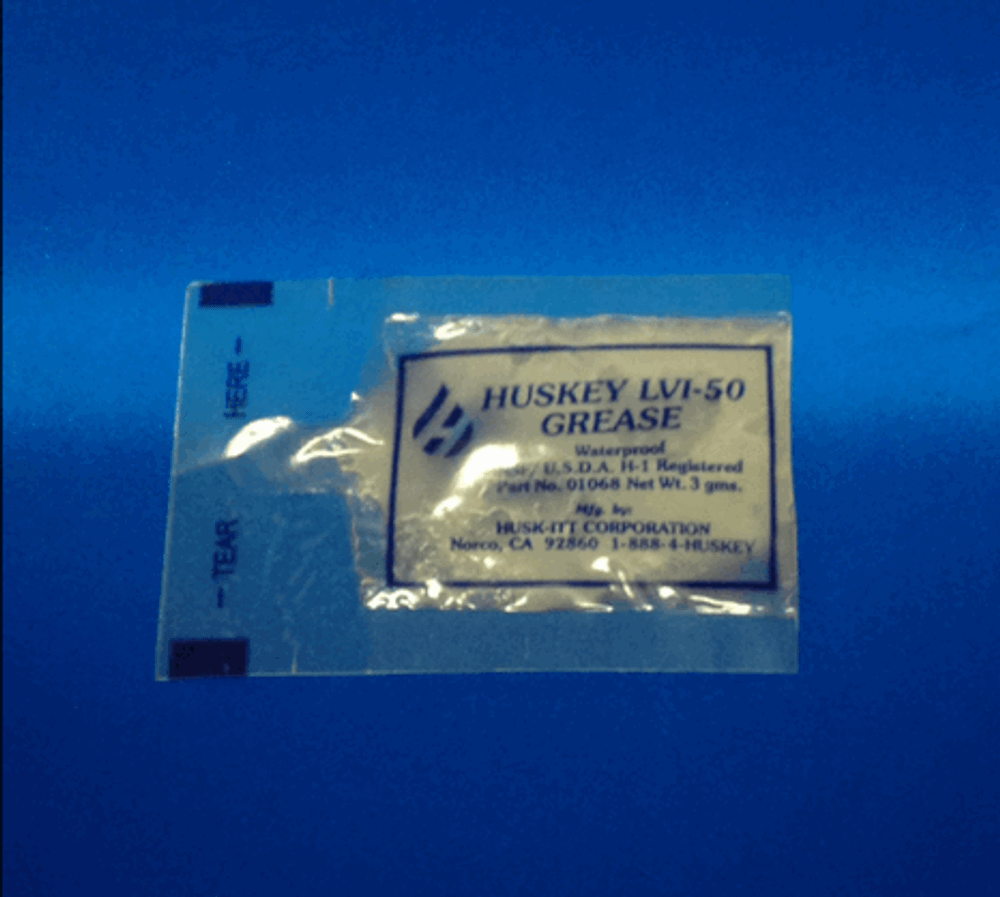 HUSKEY LVI-50
GREASE
Waterproof
U.S.D.A. H-1 Registered
Part No. 01068 Net Wt. 3 gms.
Mfg. by:
HUSK-ITT CORPORATION
Norco, CA 92860 1-888-4-HUSKEY
— TEAR HERE —